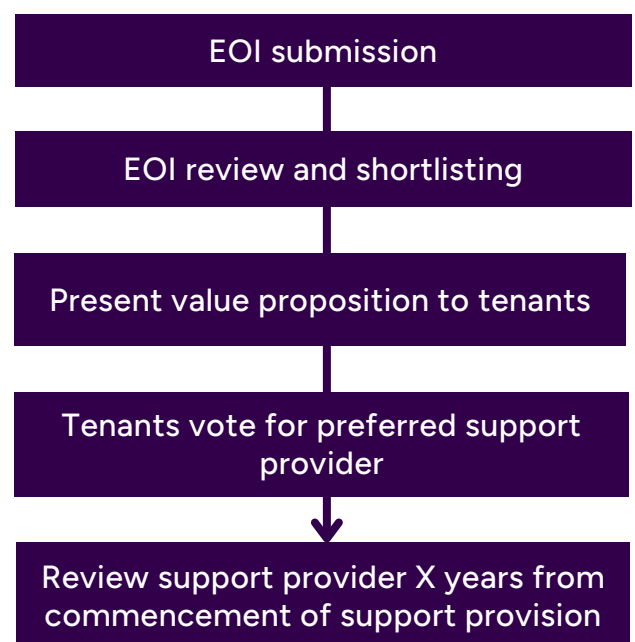 EOI submission
EOI review and shortlisting
Present value proposition to tenants
Tenants vote for preferred support
provider
Review support provider X years from
commencement of support provision